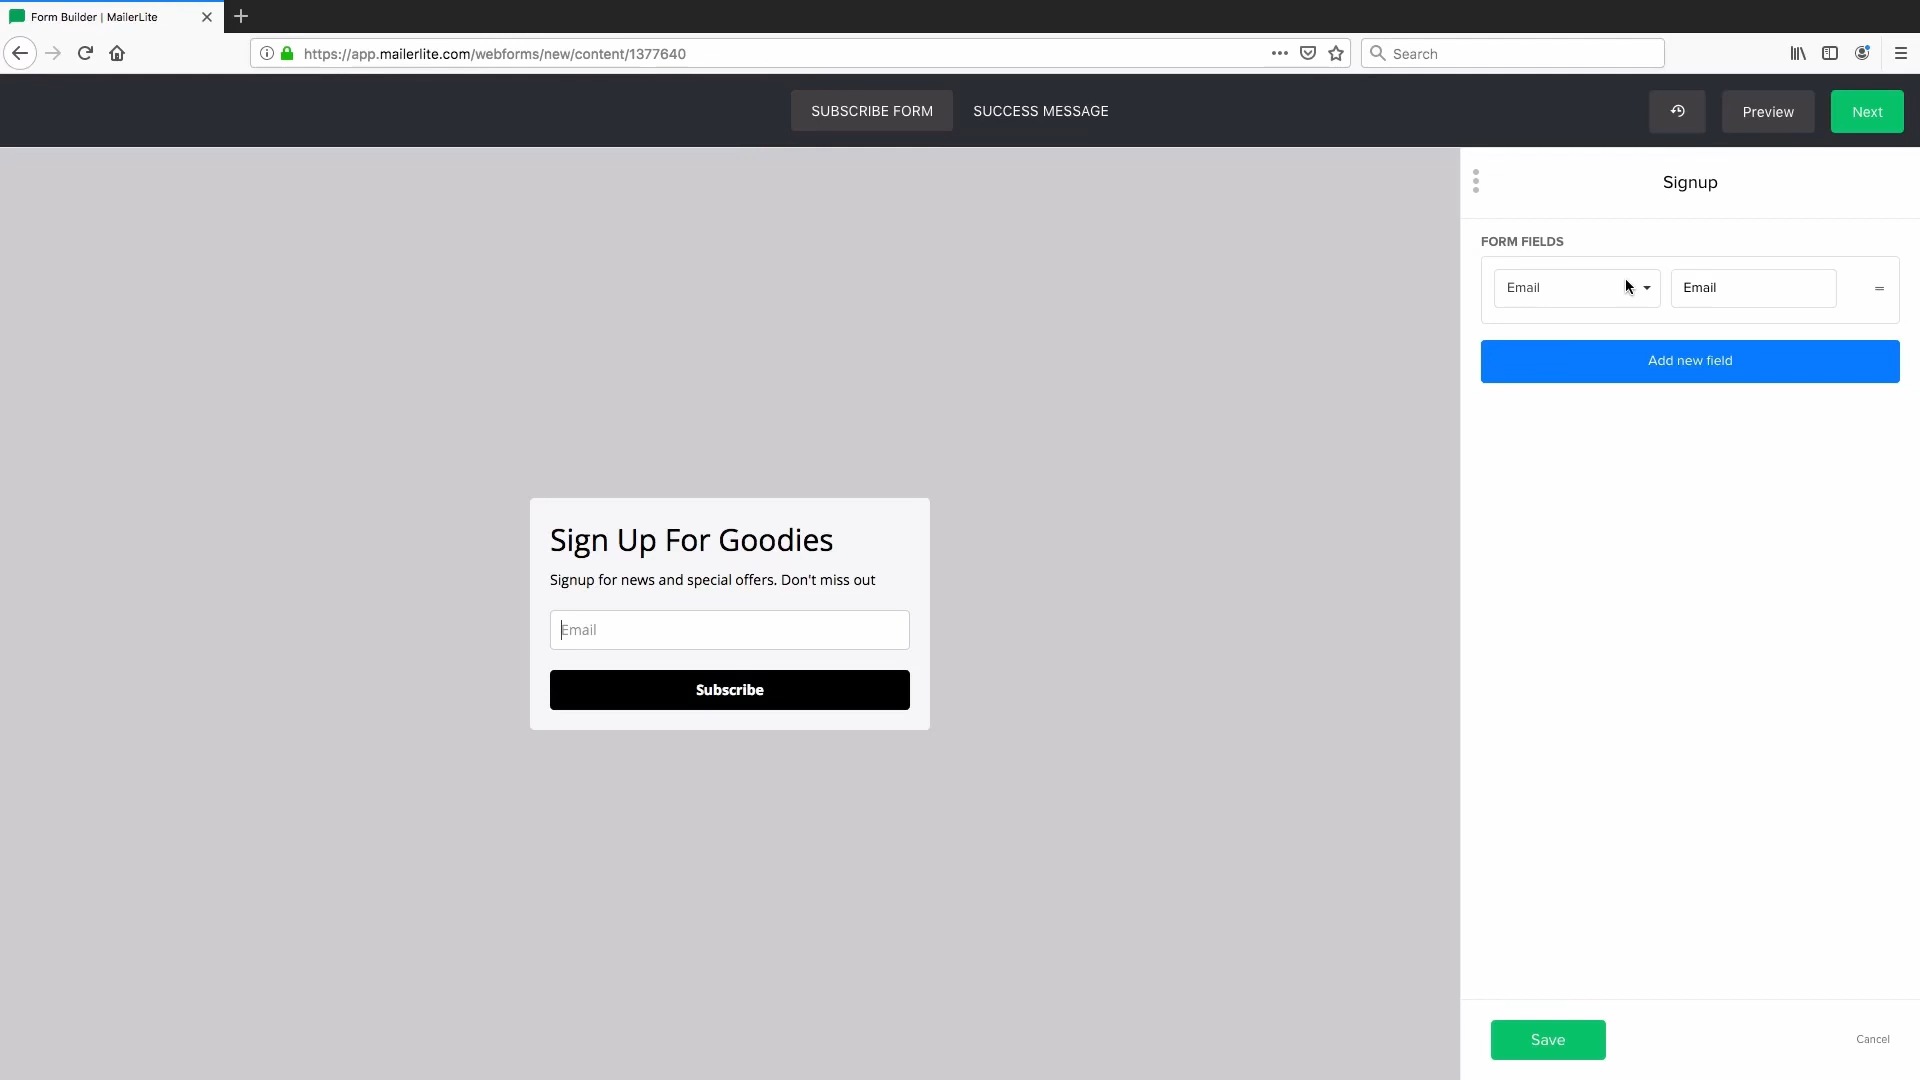 Form Builder | MailerLite
https://app.mailerlite.com/webforms/new/content/1377640
Search
SUBSCRIBE FORM
SUCCESS MESSAGE
Preview
Next
Signup
FORM FIELDS
Email
Email
Add new field
Sign Up For Goodies
Signup for news and special offers. Don't miss out
Email
Subscribe
Save
Cancel